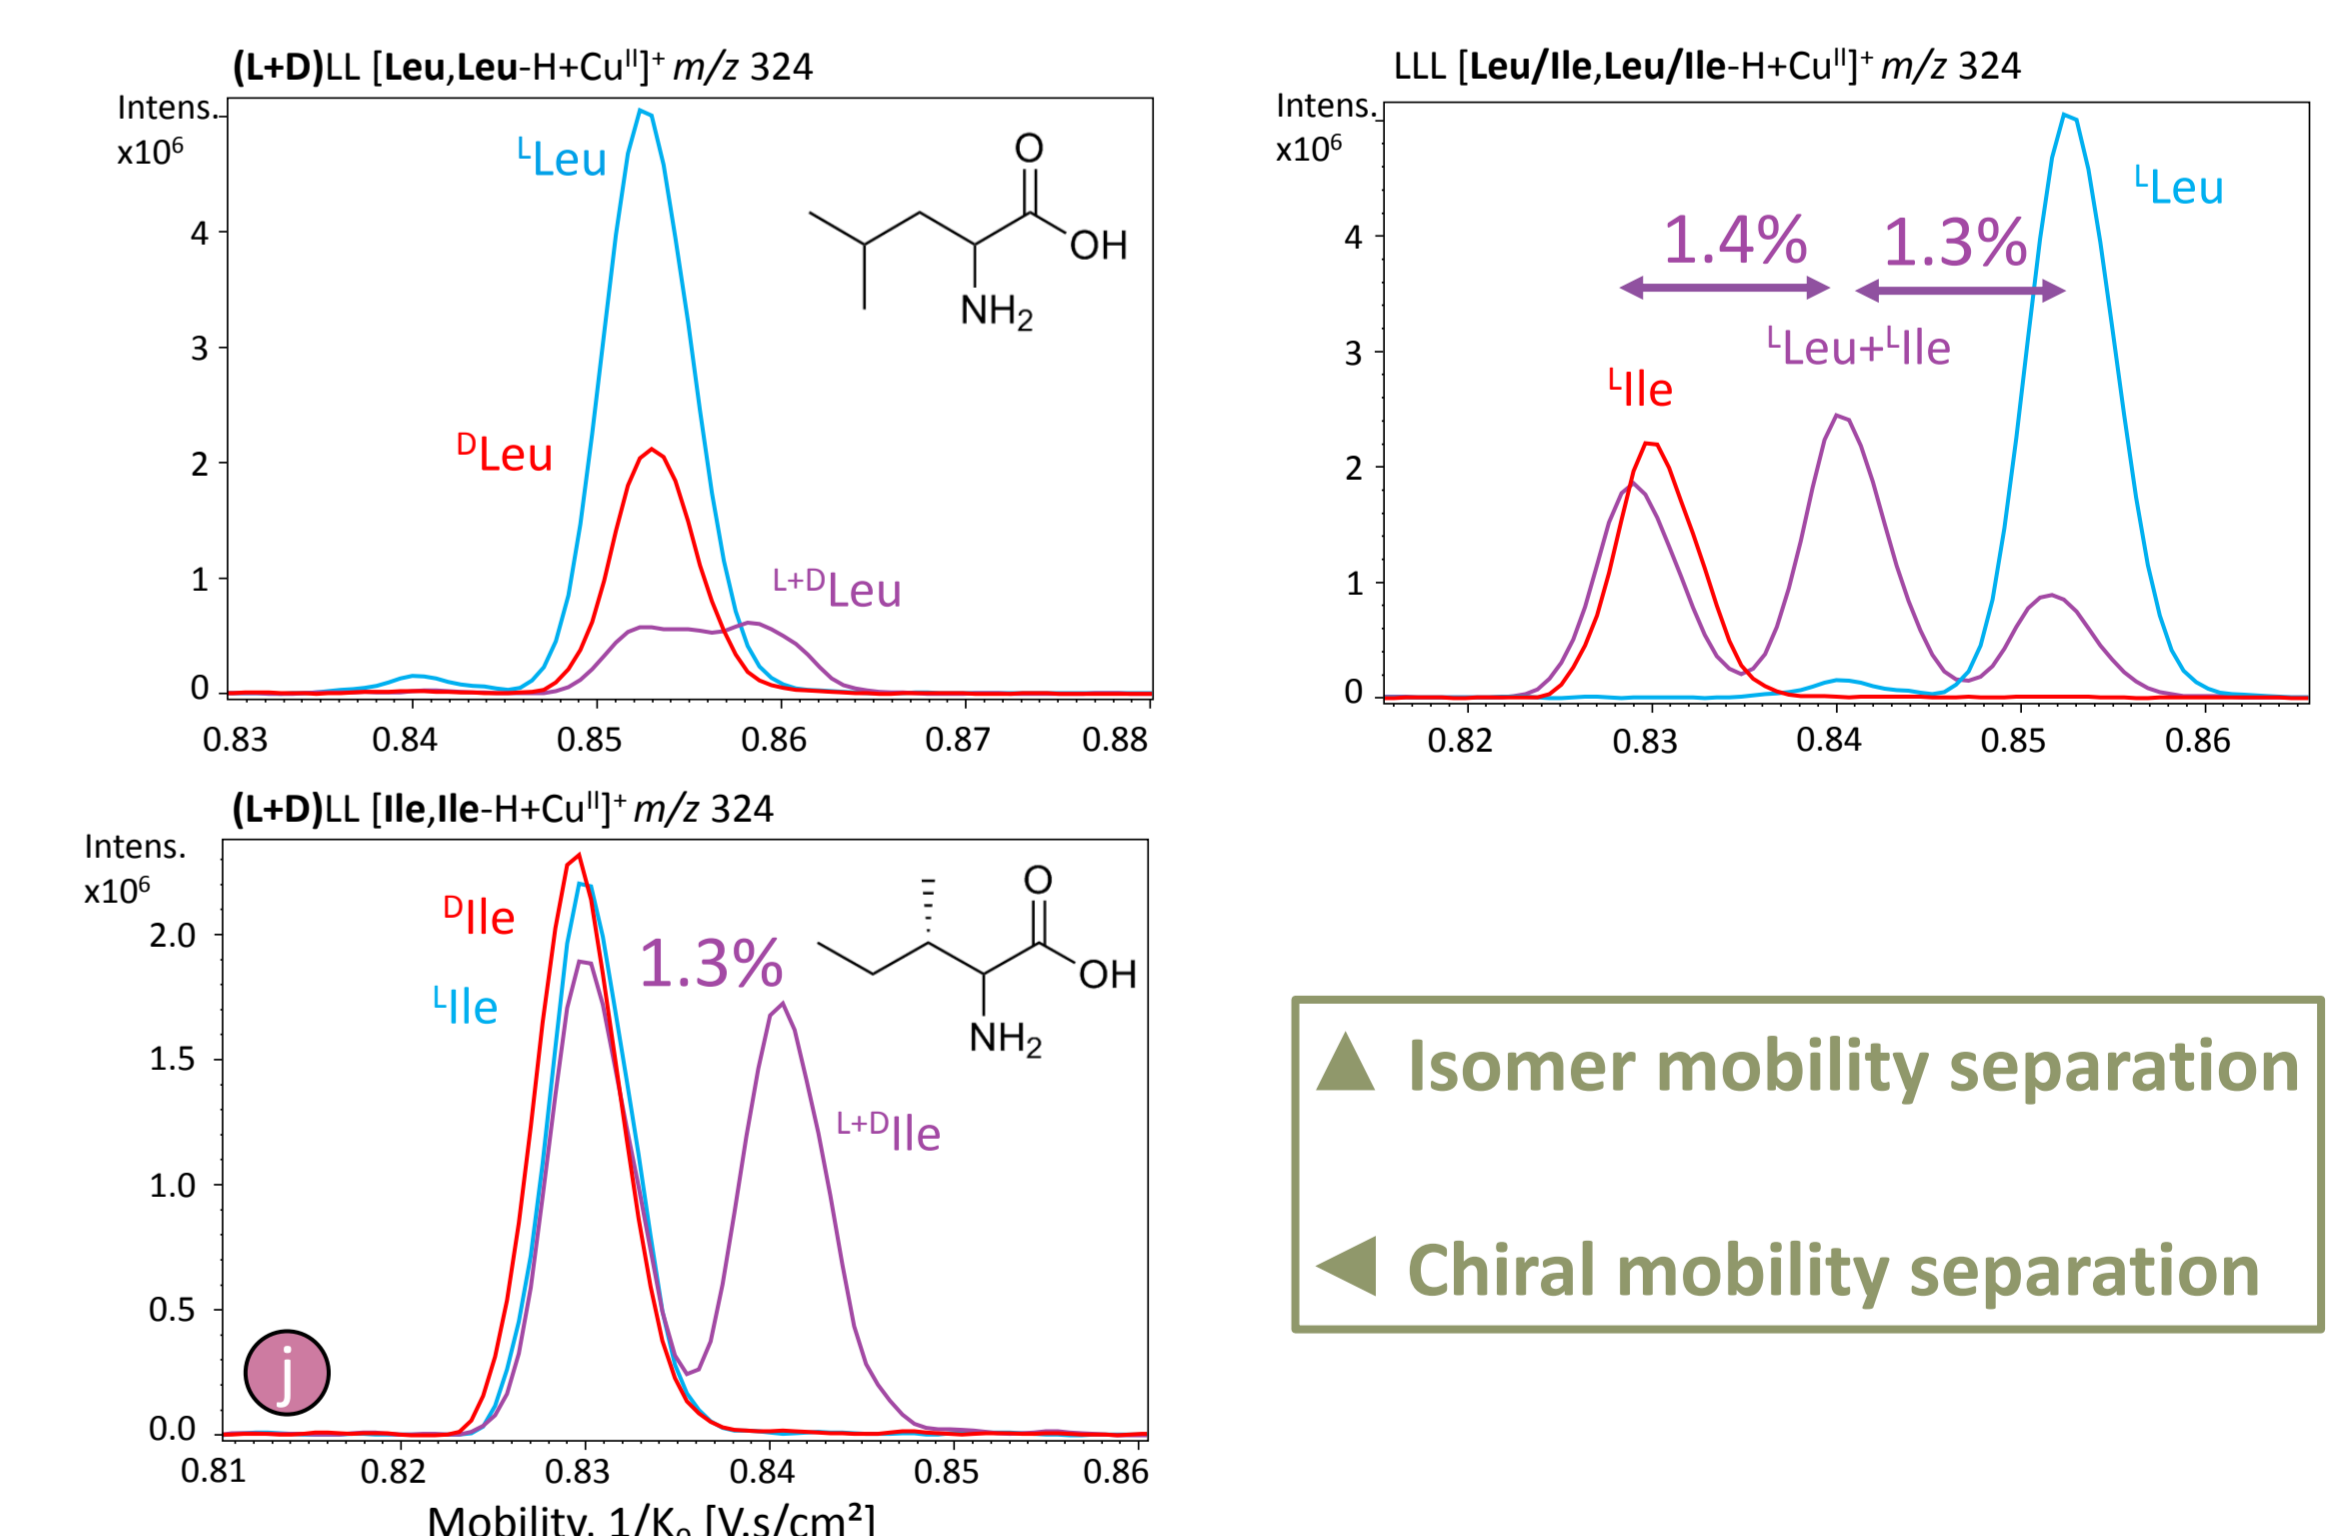 (L+D)LL [Leu,Leu-H+Cuᴵᴵ]⁺ m/z 324
Intens.
x10⁶
ᴸLeu
ᴰLeu
ᴸ⁺ᴰLeu
O
OH
NH₂
4
3
2
1
0
0.83 0.84 0.85 0.86 0.87 0.88
LLL [Leu/Ile,Leu/Ile-H+Cuᴵᴵ]⁺ m/z 324
Intens.
x10⁶
ᴸLeu
1.4% 1.3%
ᴸLeu+ᴸIle
ᴸIle
4
3
2
1
0
0.82 0.83 0.84 0.85 0.86
(L+D)LL [Ile,Ile-H+Cuᴵᴵ]⁺ m/z 324
Intens.
x10⁶
ᴰIle
ᴸIle
1.3%
ᴸ⁺ᴰIle
O
OH
NH₂
2.0
1.5
1.0
0.5
0.0
j
0.81 0.82 0.83 0.84 0.85 0.86
Mobility, 1/K₀ [V.s/cm²]
▲ Isomer mobility separation
◀ Chiral mobility separation